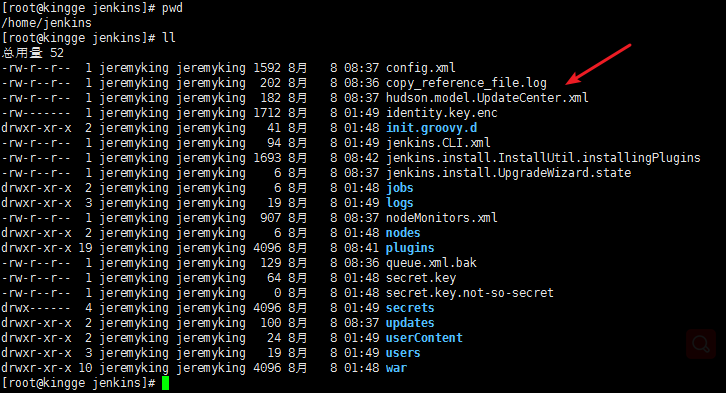 [root@kingge jenkins]# pwd
/home/jenkins
[root@kingge jenkins]# ll
总用量 52
-rw-r--r-- 1 jeremyking jeremyking 1592 8月 8 08:37 config.xml
-rw-r--r-- 1 jeremyking jeremyking 202 8月 8 08:36 copy_reference_file.log
-rw-r--r-- 1 jeremyking jeremyking 182 8月 8 08:37 hudson.model.UpdateCenter.xml
-rw------- 1 jeremyking jeremyking 1712 8月 8 01:49 identity.key.enc
drwxr-xr-x 2 jeremyking jeremyking 41 8月 8 01:48 init.groovy.d
-rw-r--r-- 1 jeremyking jeremyking 94 8月 8 01:49 jenkins.CLI.xml
-rw-r--r-- 1 jeremyking jeremyking 1693 8月 8 08:42 jenkins.install.InstallUtil.installingPlugins
-rw-r--r-- 1 jeremyking jeremyking 6 8月 8 08:37 jenkins.install.UpgradeWizard.state
drwxr-xr-x 2 jeremyking jeremyking 6 8月 8 01:48 jobs
drwxr-xr-x 3 jeremyking jeremyking 19 8月 8 01:49 logs
-rw-r--r-- 1 jeremyking jeremyking 907 8月 8 08:37 nodeMonitors.xml
drwxr-xr-x 2 jeremyking jeremyking 6 8月 8 01:48 nodes
drwxr-xr-x 19 jeremyking jeremyking 4096 8月 8 08:41 plugins
-rw-r--r-- 1 jeremyking jeremyking 129 8月 8 08:36 queue.xml.bak
-rw-r--r-- 1 jeremyking jeremyking 64 8月 8 01:48 secret.key
-rw-r--r-- 1 jeremyking jeremyking 0 8月 8 01:48 secret.key.not-so-secret
drwx------ 4 jeremyking jeremyking 4096 8月 8 01:49 secrets
drwxr-xr-x 2 jeremyking jeremyking 100 8月 8 08:37 updates
drwxr-xr-x 2 jeremyking jeremyking 24 8月 8 01:49 userContent
drwxr-xr-x 3 jeremyking jeremyking 19 8月 8 01:49 users
drwxr-xr-x 10 jeremyking jeremyking 4096 8月 8 01:48 war
[root@kingge jenkins]#